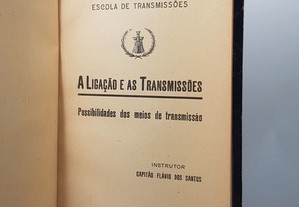 ESCOLA DE TRANSMISSÕES
A LIGAÇÃO E AS TRANSMISSÕES
Possibilidades dos meios de transmissão
INSTRUTOR
CAPITÃO FLÁVIO DOS SANTOS